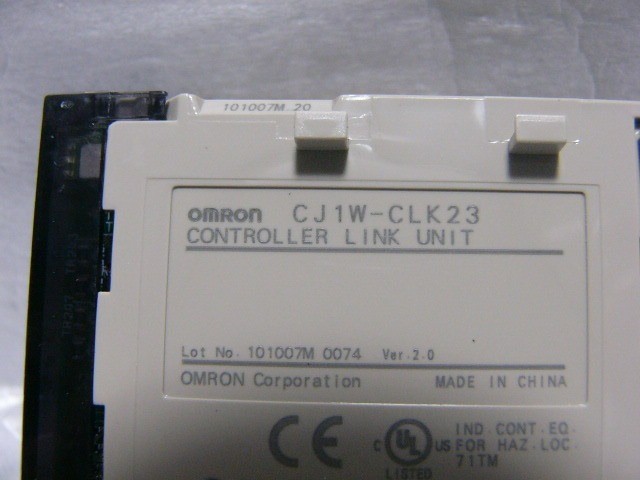 101007M 20
OMRON CJ1W-CLK23
CONTROLLER LINK UNIT
Lot No. 101007M 0074 Ver.2.0
OMRON Corporation MADE IN CHINA
CE
C UL US
LISTED
IND CONT. EQ.
FOR HAZ. LOC.
71TM